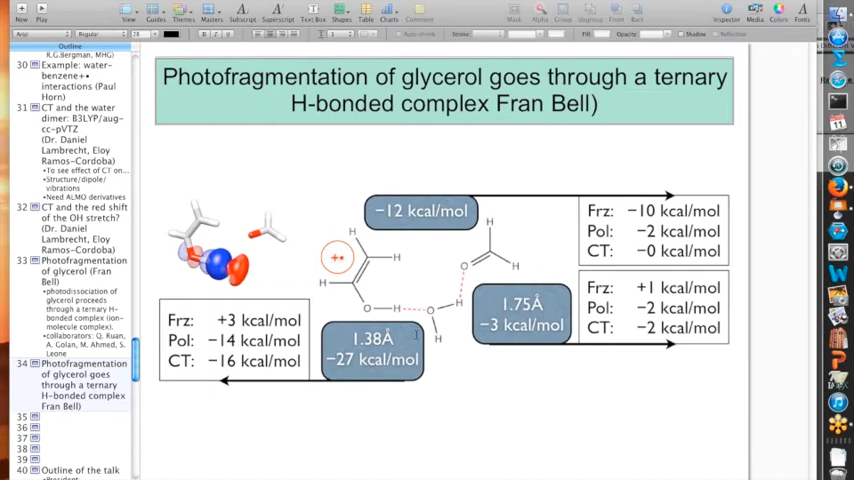 New
Play
View
Guides
Themes
Masters
Subscript
Superscript
Text Box
Shapes
Table
Charts
Comment
Mask
Alpha
Group
Ungroup
Front
Back
Inspector
Media
Colors
Fonts
Arial
Regular
28
Auto-shrink
Stroke:
Fill:
Opacity:
Shadow
Reflection
Outline
R.G.Bergman)
30 Example: water-
benzene+•
interactions (Paul
Horn)
31 CT and the water
dimer: B3LYP/aug-
cc-pVTZ
(Dr. Daniel
Lambrecht, Eloy
Ramos-Cordoba)
•To see effect of CT on...
•Structure/dipole/
vibrations
•Need ALMO derivatives
32 CT and the red shift
of the OH stretch?
(Dr. Daniel
Lambrecht, Eloy
Ramos-Cordoba)
33 Photofragmentation
of glycerol (Fran
Bell)
•photodissociation of
glycerol proceeds
through a ternary H-
bonded complex (ion-
molecule complex).
•collaborators: Q. Ruan,
A. Golan, M. Ahmed, S.
Leone
34 Photofragmentation
of glycerol goes
through a ternary
H-bonded complex
Fran Bell)
35
36
37
38
39
40 Outline of the talk
Photofragmentation of glycerol goes through a ternary
H-bonded complex Fran Bell)
−12 kcal/mol
Frz: −10 kcal/mol
Pol: −2 kcal/mol
CT: −0 kcal/mol
H
H
+•
H
H
O
H
O
H
H
O
H
H
Frz: +1 kcal/mol
Pol: −2 kcal/mol
CT: −2 kcal/mol
1.75Å
−3 kcal/mol
Frz: +3 kcal/mol
Pol: −14 kcal/mol
CT: −16 kcal/mol
1.38Å
−27 kcal/mol
11